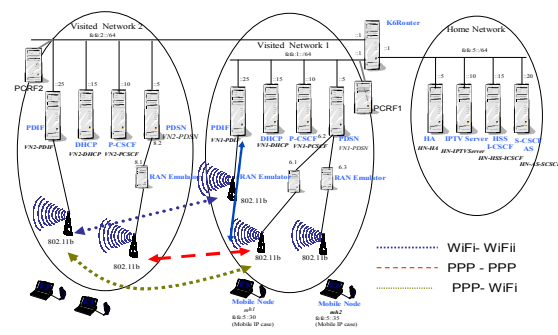 Visited Network 2
fefe:2::/64
K6Router
Visited Network 1
fefe:1::/64
::1
::1
Home Network
fefe:5::/64
PCRF2
::25
::15
::10
::5
PDIF
VN2-PDIF
DHCP
VN2-DHCP
P-CSCF
VN2-PCSCF
PDSN
VN2-PDSN
8.2
8.1
RAN Emulator
802.11b
802.11b
::25
::15
::10
::5
PCRF1
PDIF
VN1-PDIF
DHCP
VN1-DHCP
P-CSCF
VN1-PCSCF
6.2
PDSN
VN1-PDSN
6.1
6.3
RAN Emulator
RAN Emulator
802.11b
802.11b
802.11b
::5
::10
::15
::20
HA
HN-HA
IPTV Server
HN-IPTVServer
HSS
I-CSCF
HN-HSS-ICSCF
S-CSCF
AS
HN-AS-SCSCF
WiFi- WiFii
PPP - PPP
PPP- WiFi
Mobile Node
mh1
fefe:5::30
(Mobile IP case)
Mobile Node
mh2
fefe:5::35
(Mobile IP case)